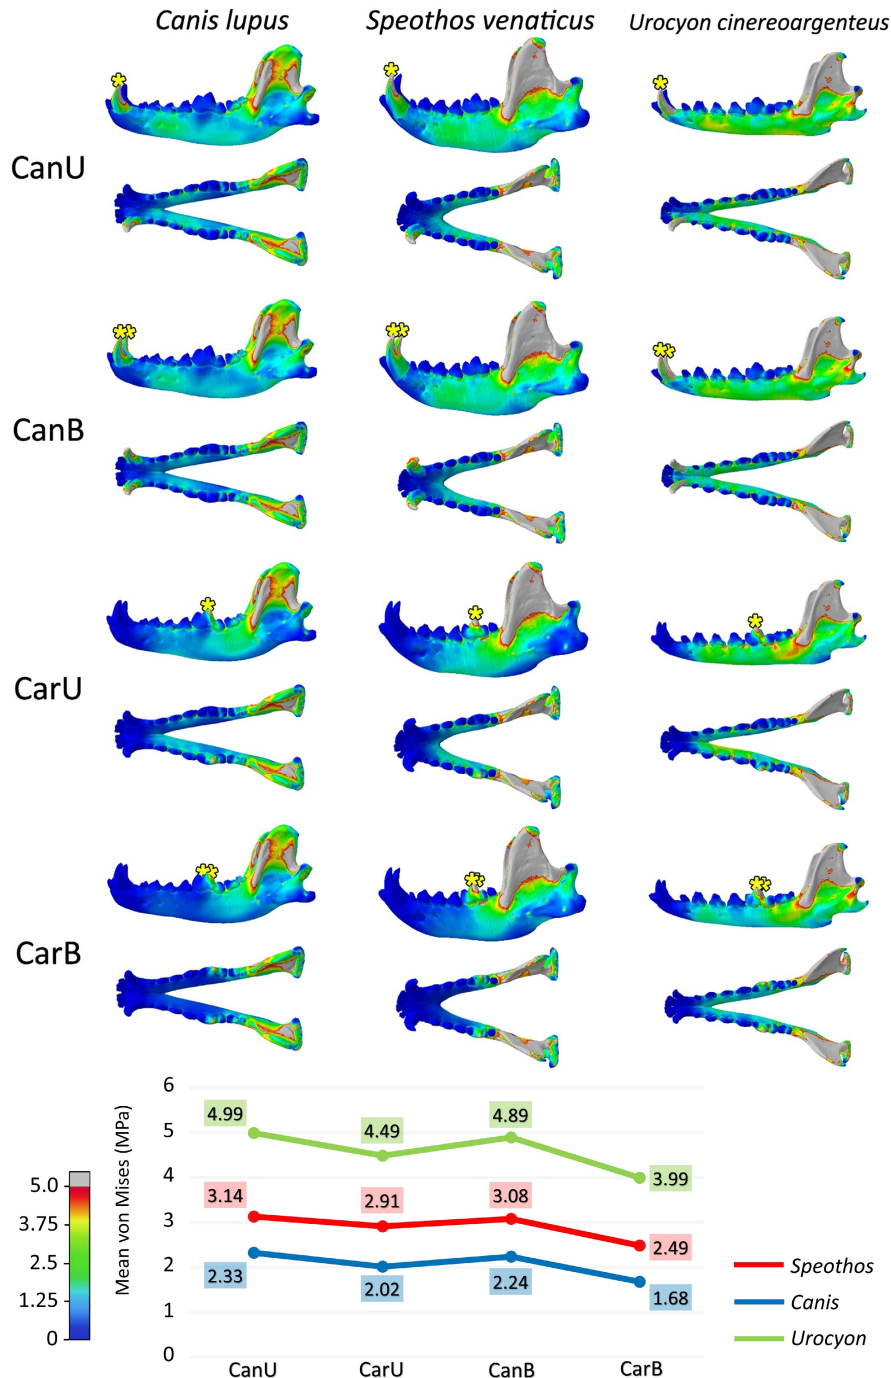 Canis lupus
Speothos venaticus
Urocyon cinereoargenteus
CanU
CanB
CarU
CarB
6
5
4
3
2
1
0
Mean von Mises (MPa)
5.0
3.75
2.5
1.25
0
4.99
4.49
4.89
3.99
3.14
2.91
3.08
2.49
2.33
2.02
2.24
1.68
CanU
CarU
CanB
CarB
Speothos
Canis
Urocyon